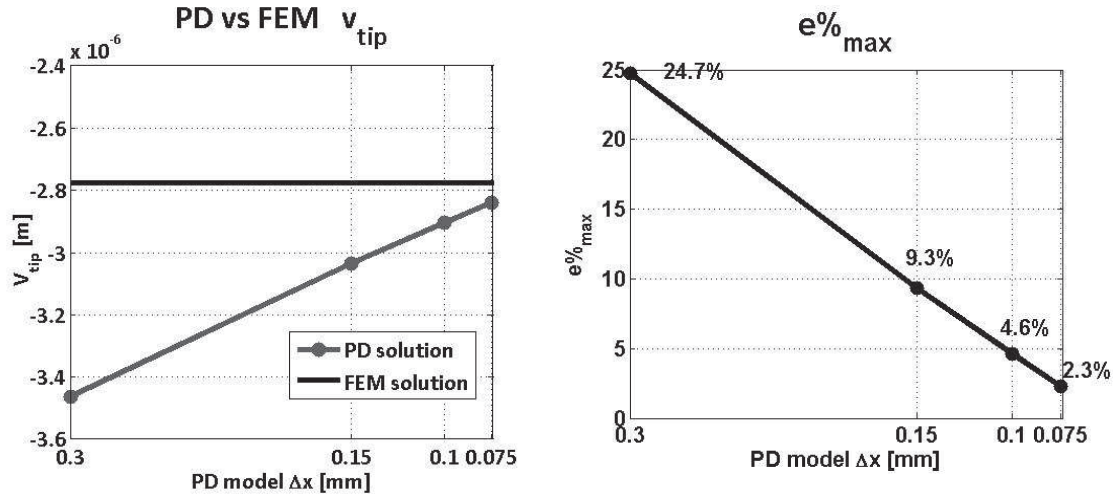 PD vs FEM v_tip
x 10^-6
-2.4
-2.6
-2.8
-3
-3.2
-3.4
-3.6
V_tip [m]
PD solution
FEM solution
0.3 0.15 0.1 0.075
PD model Δx [mm]
e%_max
25
20
15
10
5
0
e%_max
24.7%
9.3%
4.6%
2.3%
0.3 0.15 0.1 0.075
PD model Δx [mm]